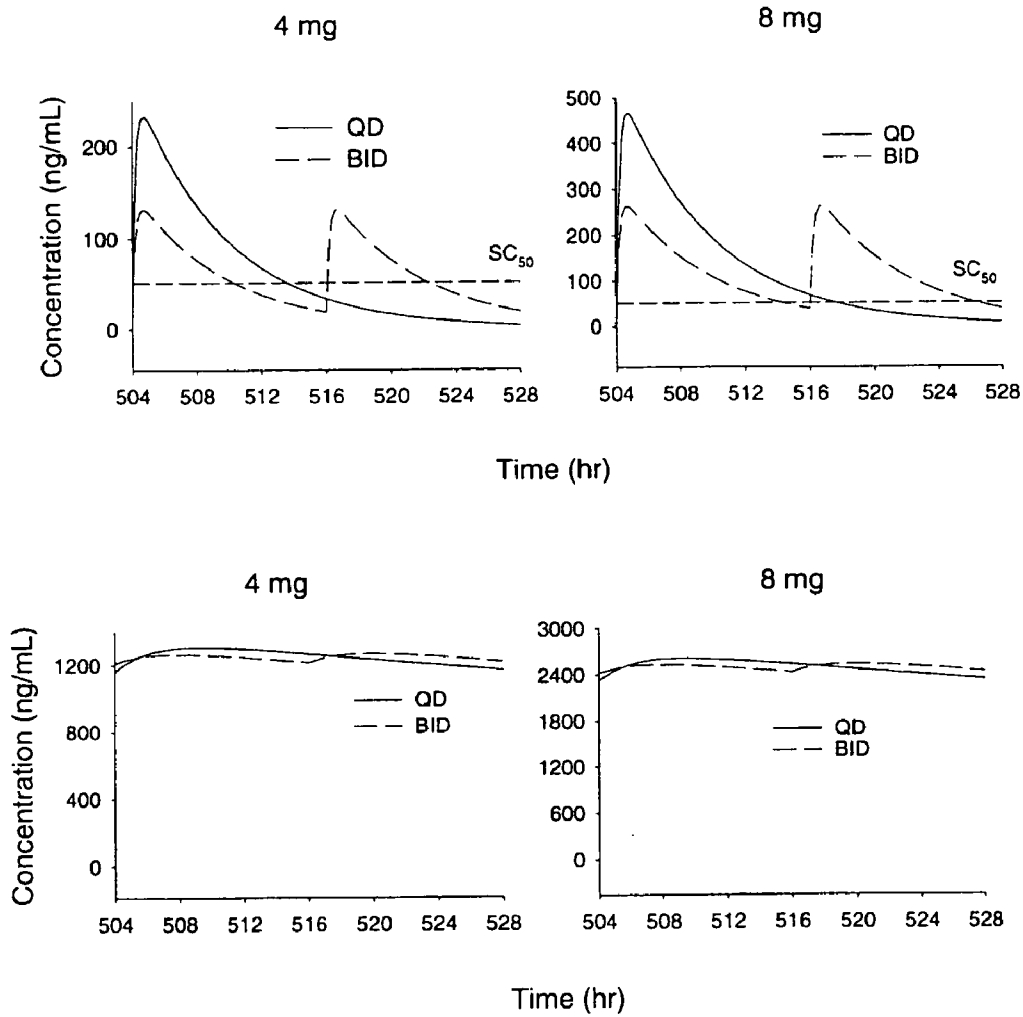 4 mg
8 mg
Concentration (ng/mL)
200
100
0
QD
BID
SC50
504 508 512 516 520 524 528
500
400
300
200
100
0
QD
BID
SC50
504 508 512 516 520 524 528
Time (hr)
4 mg
8 mg
Concentration (ng/mL)
1200
800
400
0
QD
BID
504 508 512 516 520 524 528
3000
2400
1800
1200
600
0
QD
BID
504 508 512 516 520 524 528
Time (hr)